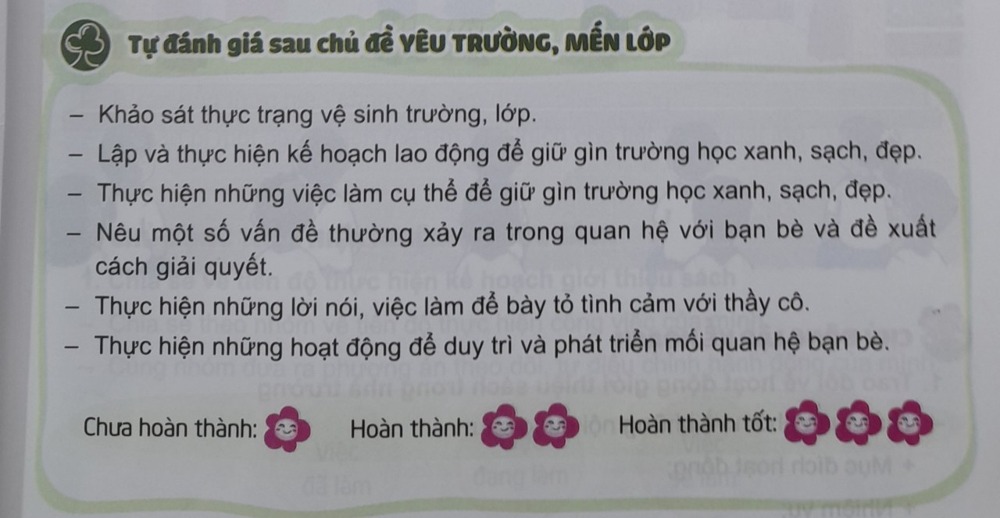 Tự đánh giá sau chủ đề YÊU TRƯỜNG, MẾN LỚP
– Khảo sát thực trạng vệ sinh trường, lớp.
– Lập và thực hiện kế hoạch lao động để giữ gìn trường học xanh, sạch, đẹp.
– Thực hiện những việc làm cụ thể để giữ gìn trường học xanh, sạch, đẹp.
– Nêu một số vấn đề thường xảy ra trong quan hệ với bạn bè và đề xuất
cách giải quyết.
– Thực hiện những lời nói, việc làm để bày tỏ tình cảm với thầy cô.
– Thực hiện những hoạt động để duy trì và phát triển mối quan hệ bạn bè.
Chưa hoàn thành: Hoàn thành: Hoàn thành tốt: